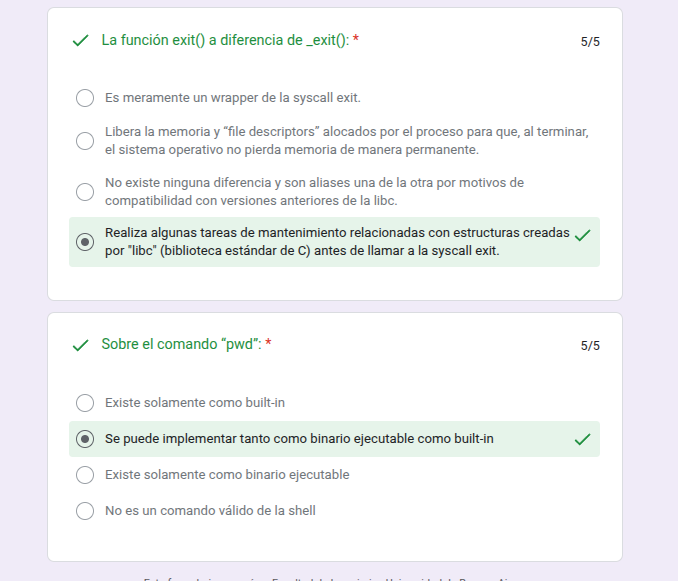 La función exit() a diferencia de _exit(): *
5/5
Es meramente un wrapper de la syscall exit.
Libera la memoria y “file descriptors” alocados por el proceso para que, al terminar,
el sistema operativo no pierda memoria de manera permanente.
No existe ninguna diferencia y son aliases una de la otra por motivos de
compatibilidad con versiones anteriores de la libc.
Realiza algunas tareas de mantenimiento relacionadas con estructuras creadas
por "libc" (biblioteca estándar de C) antes de llamar a la syscall exit.
Sobre el comando “pwd”: *
5/5
Existe solamente como built-in
Se puede implementar tanto como binario ejecutable como built-in
Existe solamente como binario ejecutable
No es un comando válido de la shell